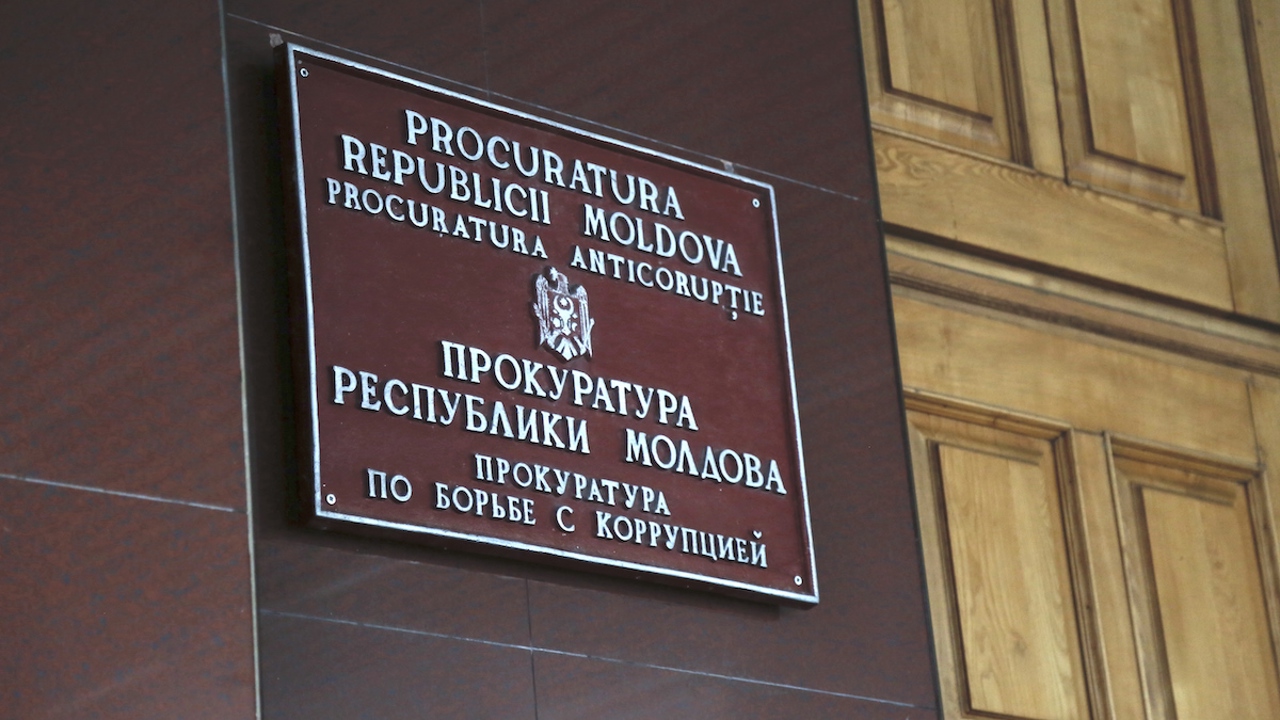 PROCURATURA
REPUBLICII MOLDOVA
PROCURATURA ANTICORUPȚIE
ПРОКУРАТУРА
РЕСПУБЛИКИ МОЛДОВА
ПРОКУРАТУРА
ПО БОРЬБЕ С КОРРУПЦИЕЙ